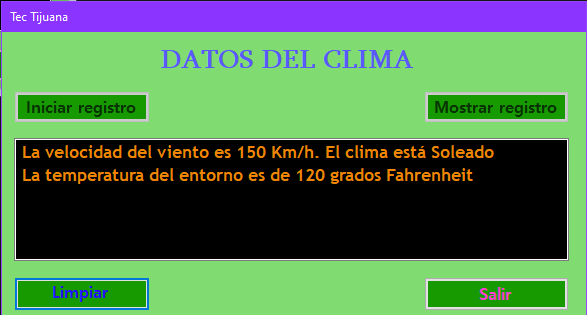 Tec Tijuana
DATOS DEL CLIMA
Iniciar registro
Mostrar registro
La velocidad del viento es 150 Km/h. El clima está Soleado
La temperatura del entorno es de 120 grados Fahrenheit
Limpiar
Salir